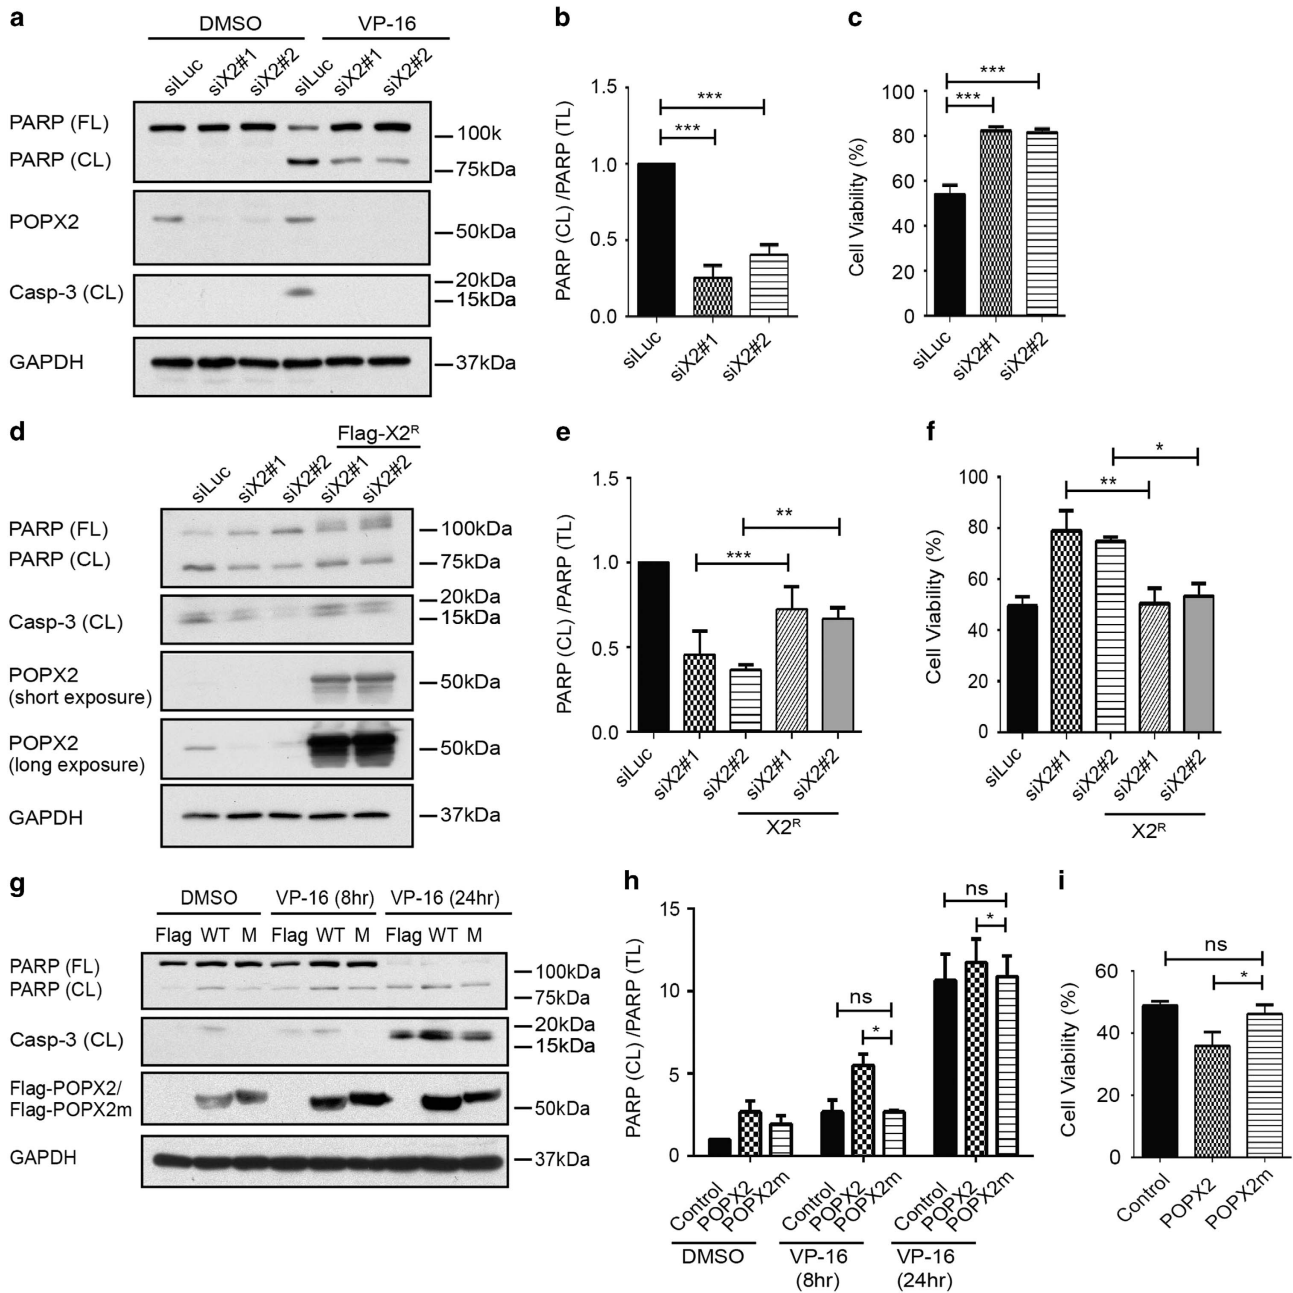 a
DMSO VP-16
siLuc siX2#1 siX2#2 siLuc siX2#1 siX2#2
PARP (FL)
100k
PARP (CL)
75kDa
POPX2
50kDa
Casp-3 (CL)
20kDa
15kDa
GAPDH
37kDa
b
PARP (CL) /PARP (TL)
1.5
1.0
0.5
0.0
***
***
siLuc siX2#1 siX2#2
c
Cell Viability (%)
100
80
60
40
20
0
***
***
siLuc siX2#1 siX2#2
d
Flag-X2R
siLuc siX2#1 siX2#2 siX2#1 siX2#2
PARP (FL)
100kDa
PARP (CL)
75kDa
Casp-3 (CL)
20kDa
15kDa
POPX2
(short exposure)
50kDa
POPX2
(long exposure)
50kDa
GAPDH
37kDa
e
PARP (CL) /PARP (TL)
1.5
1.0
0.5
0.0
**
***
siLuc siX2#1 siX2#2 siX2#1 siX2#2
X2R
f
Cell Viability (%)
100
80
60
40
20
0
*
**
siLuc siX2#1 siX2#2 siX2#1 siX2#2
X2R
g
DMSO VP-16 (8hr) VP-16 (24hr)
Flag WT M Flag WT M Flag WT M
PARP (FL)
100kDa
PARP (CL)
75kDa
Casp-3 (CL)
20kDa
15kDa
Flag-POPX2/
Flag-POPX2m
50kDa
GAPDH
37kDa
h
PARP (CL) /PARP (TL)
15
10
5
0
ns
*
ns
*
Control POPX2 POPX2m Control POPX2 POPX2m Control POPX2 POPX2m
DMSO VP-16 VP-16
(8hr) (24hr)
i
Cell Viability (%)
60
40
20
0
ns
*
Control POPX2 POPX2m